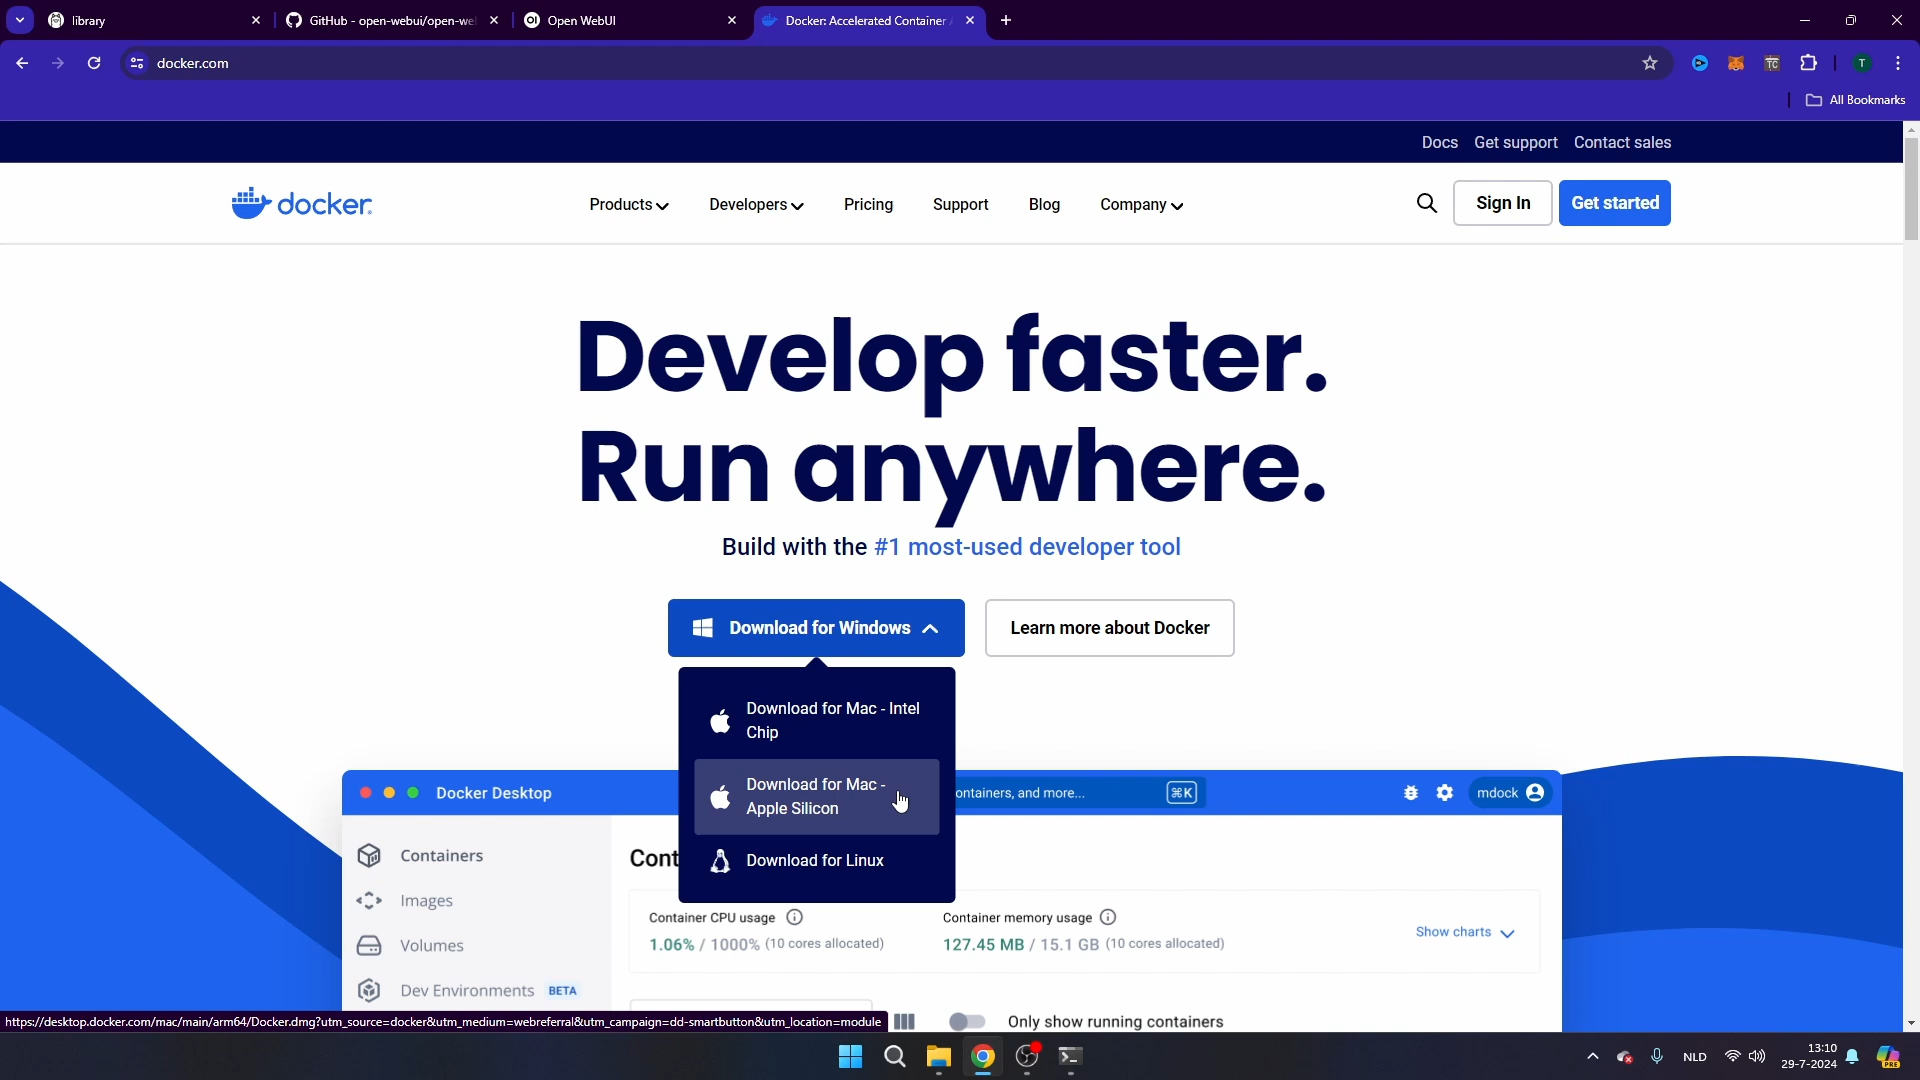 library
GitHub - open-webui/open-we
Open WebUI
Docker: Accelerated Container
docker.com
T
All Bookmarks
Docs Get support Contact sales
docker
Products Developers Pricing Support Blog Company
Sign In Get started
Develop faster.
Run anywhere.
Build with the #1 most-used developer tool
Download for Windows
Learn more about Docker
Download for Mac - Intel
Chip
Download for Mac -
Apple Silicon
Download for Linux
Docker Desktop
ontainers, and more...
⌘K
mdock
Containers
Images
Volumes
Dev Environments BETA
Cont
Container CPU usage
1.06% / 1000% (10 cores allocated)
Container memory usage
127.45 MB / 15.1 GB (10 cores allocated)
Show charts
Only show running containers
https://desktop.docker.com/mac/main/arm64/Docker.dmg?utm_source=docker&utm_medium=webreferral&utm_campaign=dd-smartbutton&utm_location=module
NLD
13:10
29-7-2024
PRE